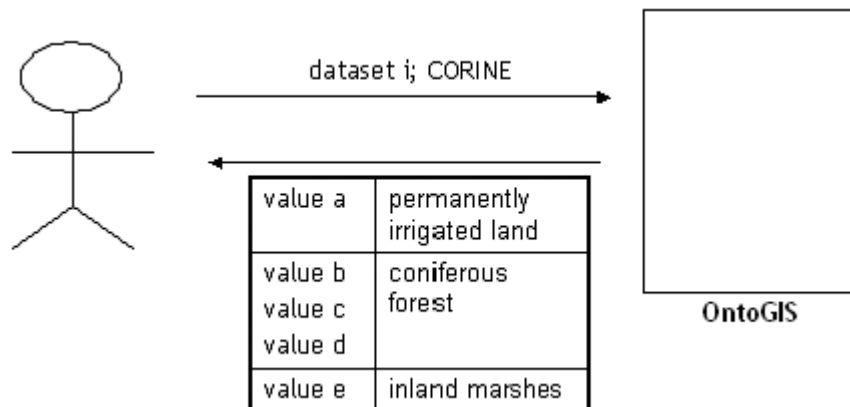 dataset i; CORINE
value a permanently
irrigated land
value b coniferous
value c forest
value d
value e inland marshes
OntoGIS